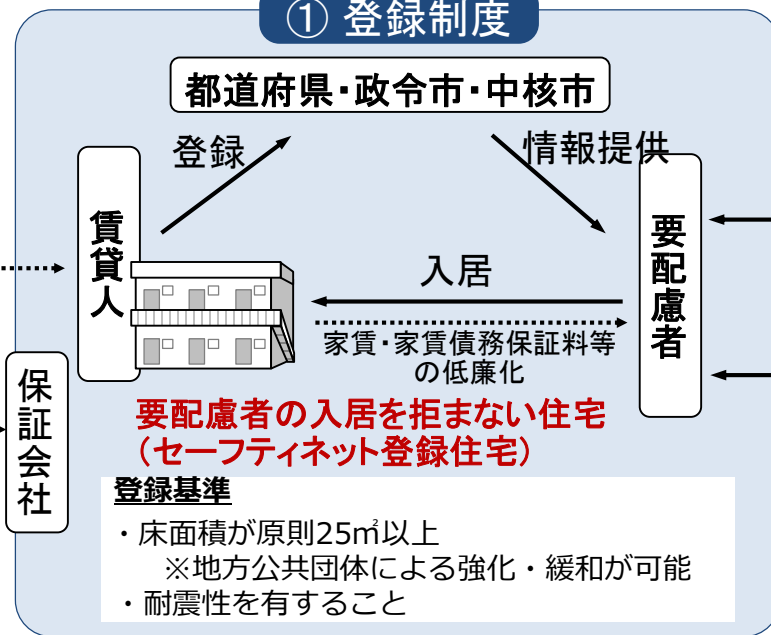 ① 登録制度
都道府県・政令市・中核市
登録
情報提供
賃貸人
要配慮者
入居
家賃・家賃債務保証料等
の低廉化
保証会社
要配慮者の入居を拒まない住宅
（セーフティネット登録住宅）
登録基準
・床面積が原則25㎡以上
※地方公共団体による強化・緩和が可能
・耐震性を有すること